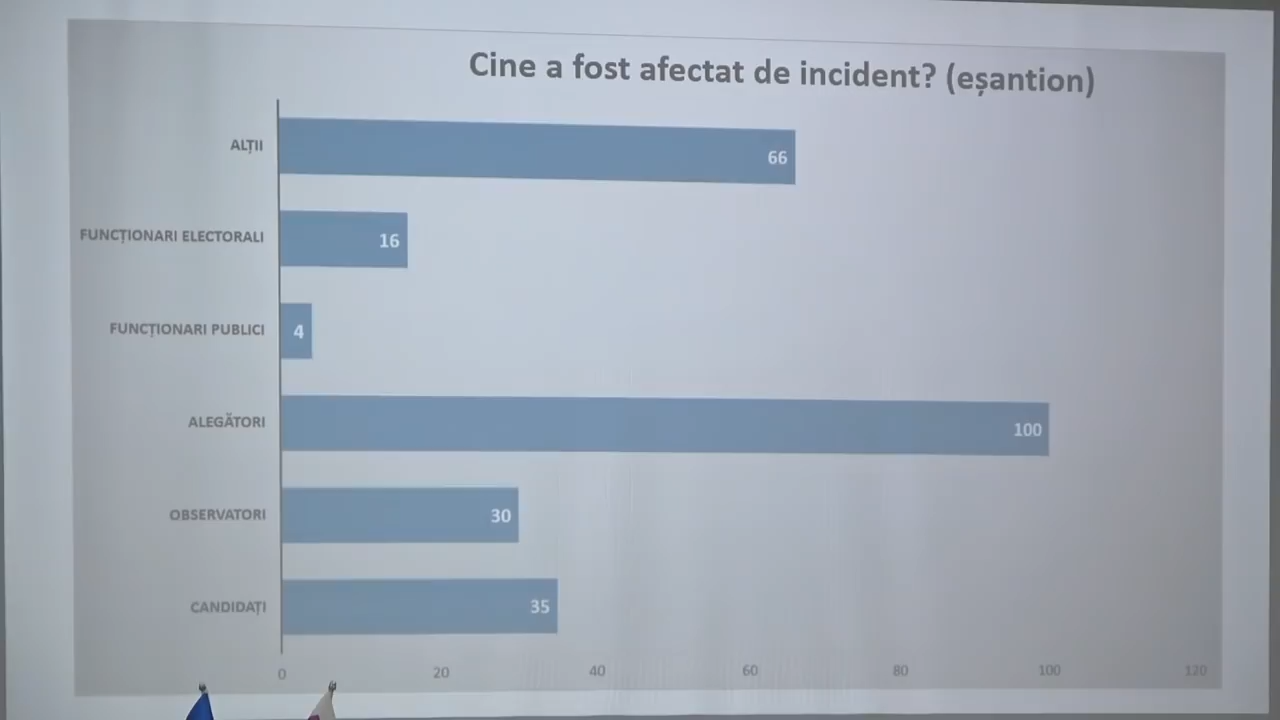 Cine a fost afectat de incident? (eșantion)
ALȚII 66
FUNCȚIONARI ELECTORALI 16
FUNCȚIONARI PUBLICI 4
ALEGĂTORI 100
OBSERVATORI 30
CANDIDAȚI 35
0 20 40 60 80 100 120